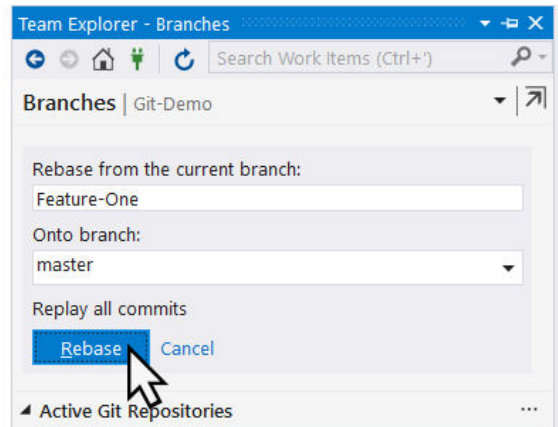 Team Explorer - Branches
Search Work Items (Ctrl+')
Branches | Git-Demo
Rebase from the current branch:
Feature-One
Onto branch:
master
Replay all commits
Rebase Cancel
Active Git Repositories